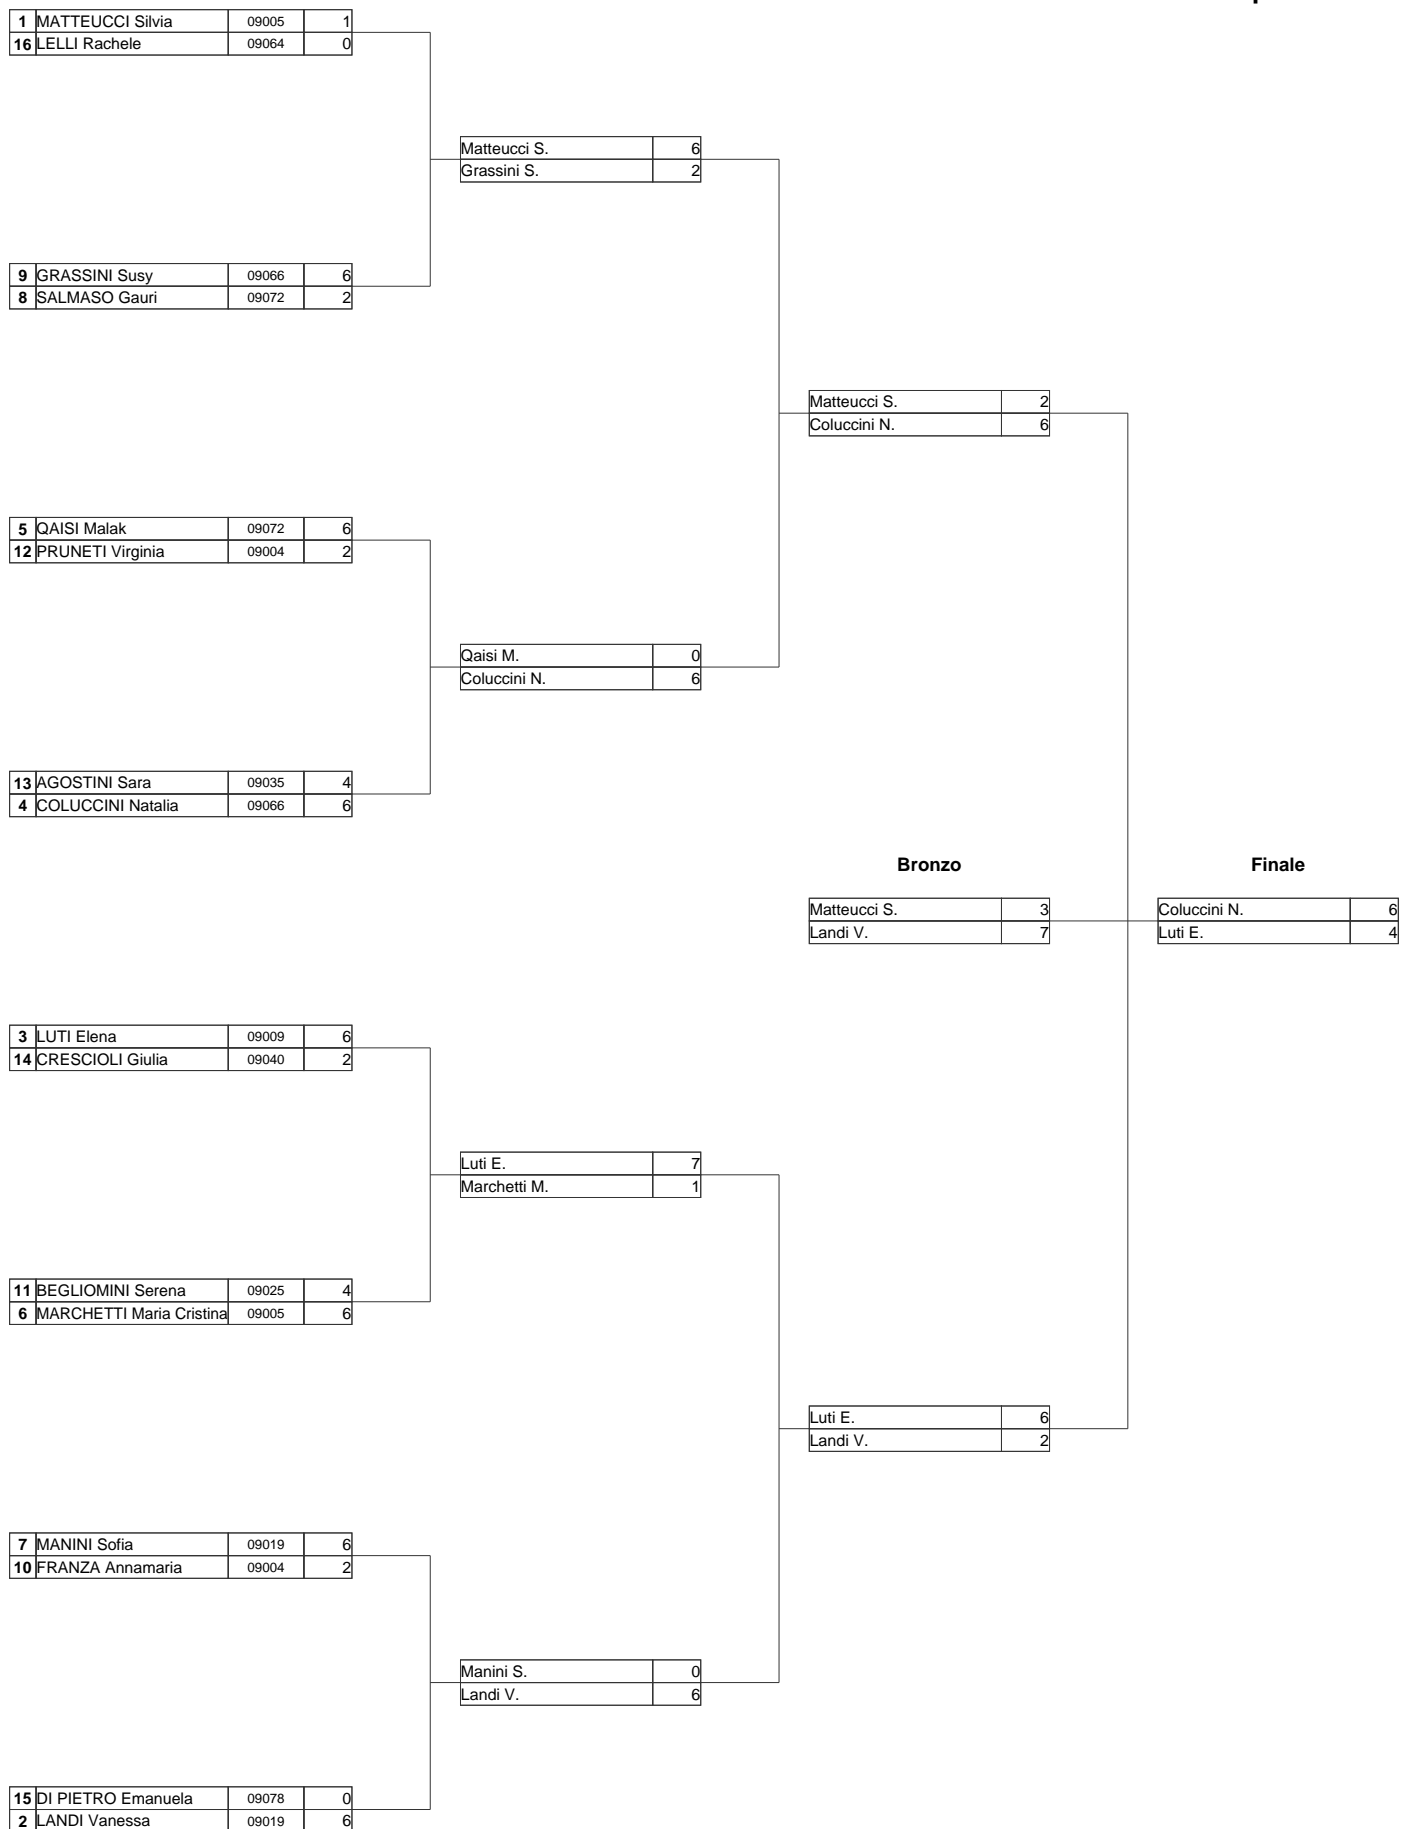 1 MATTEUCCI Silvia 09005 1
16 LELLI Rachele 09064 0
Matteucci S. 6
Grassini S. 2
9 GRASSINI Susy 09066 6
8 SALMASO Gauri 09072 2
Matteucci S. 2
Coluccini N. 6
5 QAISI Malak 09072 6
12 PRUNETI Virginia 09004 2
Qaisi M. 0
Coluccini N. 6
13 AGOSTINI Sara 09035 4
4 COLUCCINI Natalia 09066 6
Bronzo Finale
Matteucci S. 3 Coluccini N. 6
Landi V. 7 Luti E. 4
3 LUTI Elena 09009 6
14 CRESCIOLI Giulia 09040 2
Luti E. 7
Marchetti M. 1
11 BEGLIOMINI Serena 09025 4
6 MARCHETTI Maria Cristina 09005 6
Luti E. 6
Landi V. 2
7 MANINI Sofia 09019 6
10 FRANZA Annamaria 09004 2
Manini S. 0
Landi V. 6
15 DI PIETRO Emanuela 09078 0
2 LANDI Vanessa 09019 6